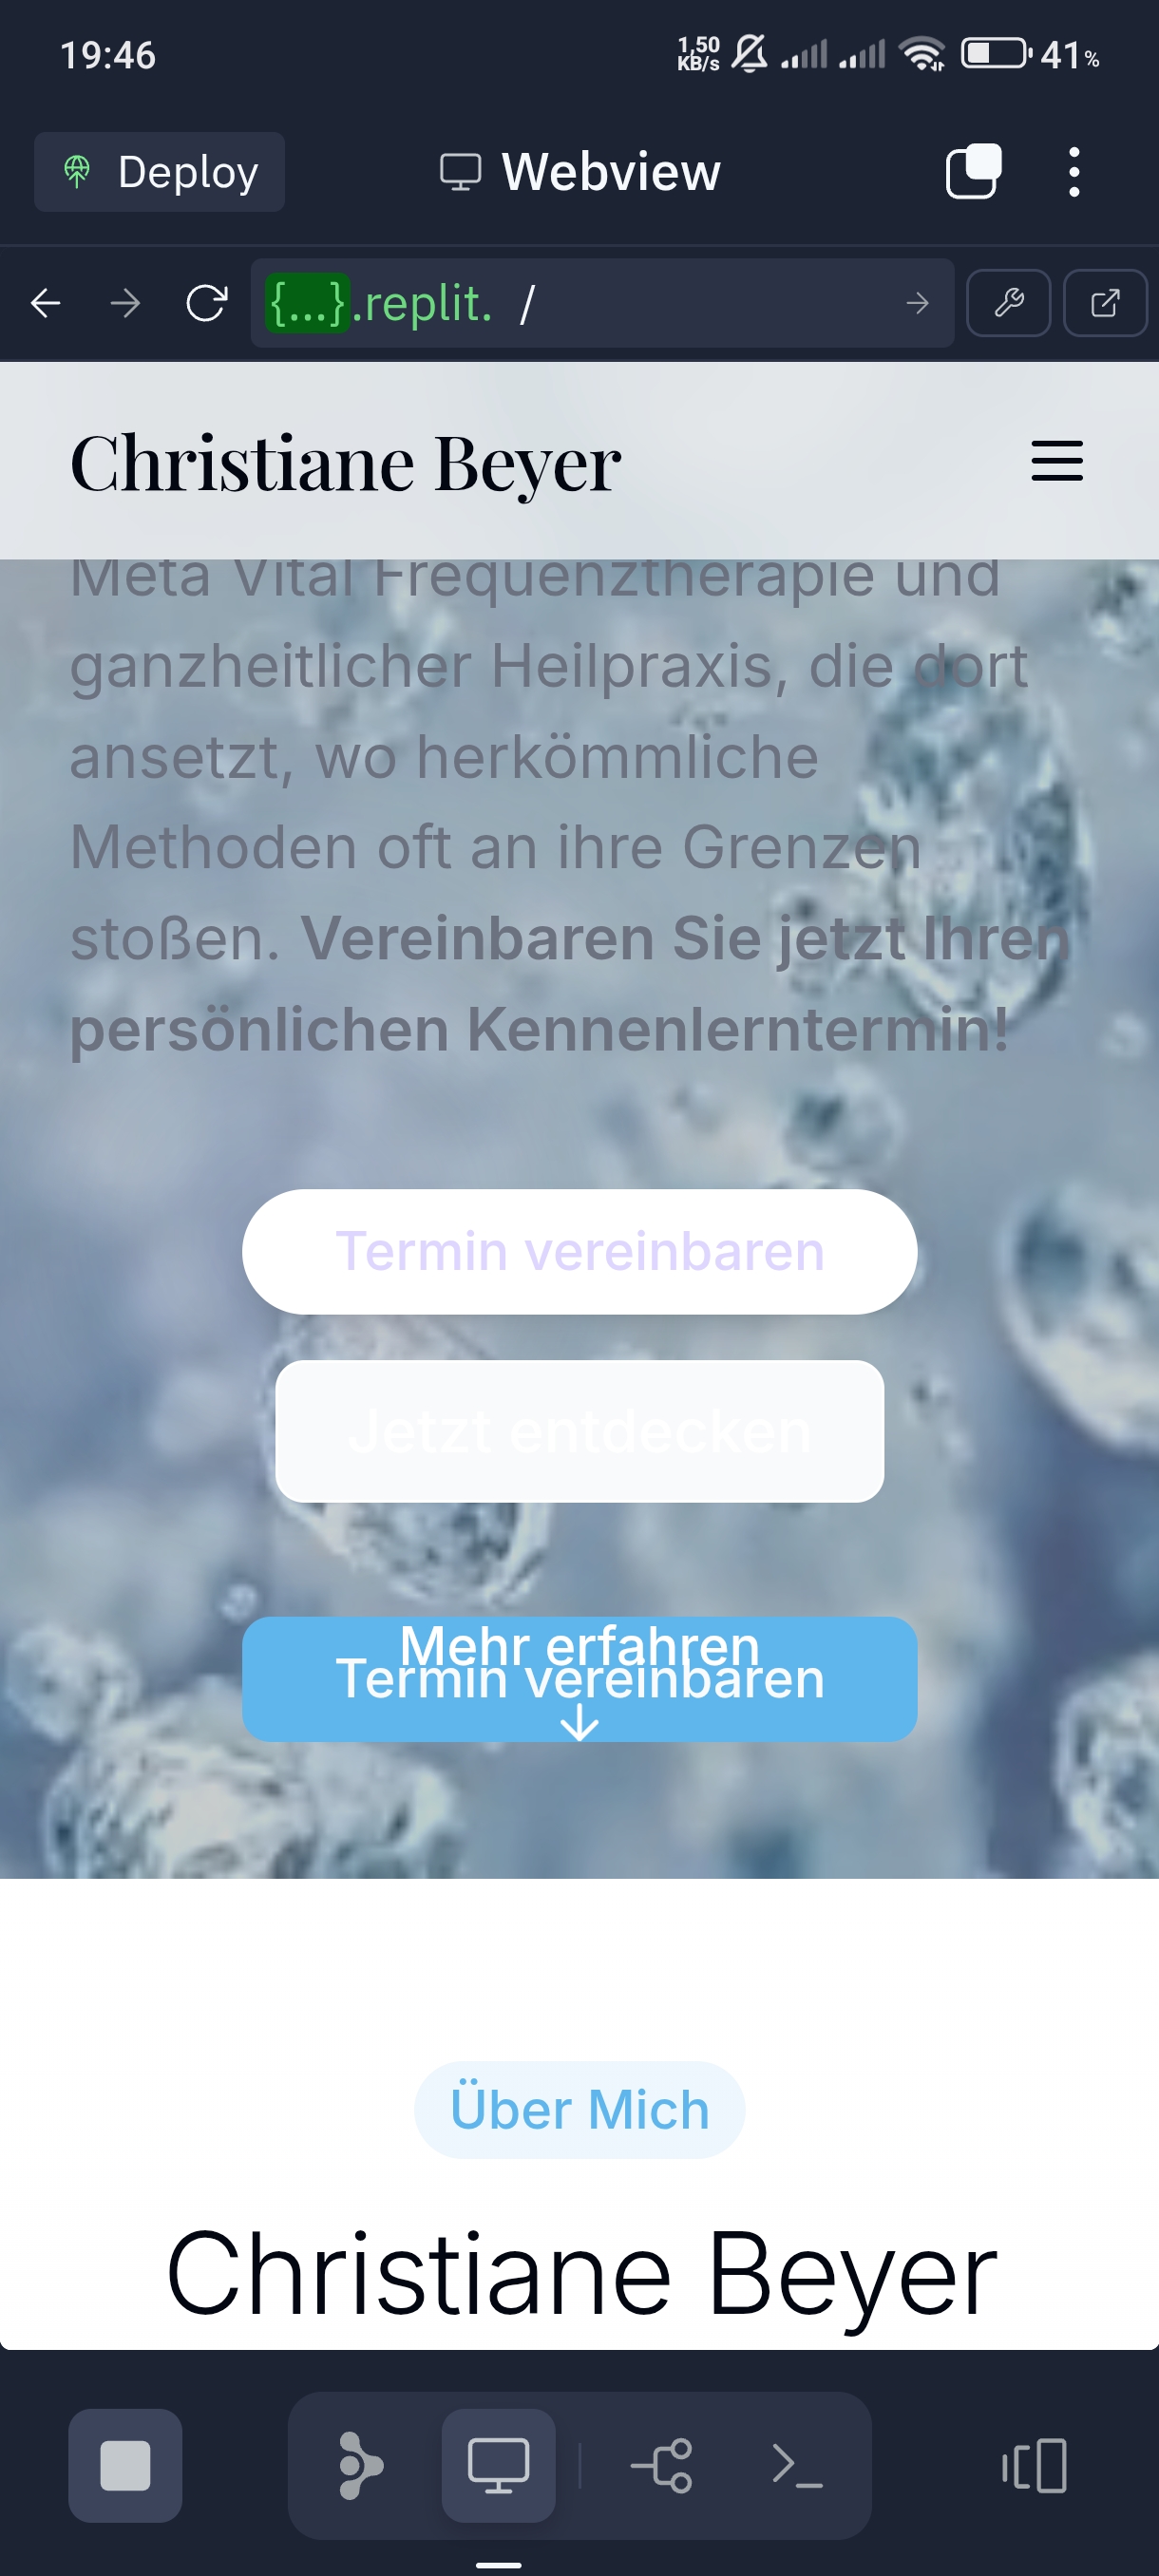 19:46
1,50
KB/s
41%
Deploy
Webview
{...}.replit. /
Christiane Beyer
Meta Vital Frequenztherapie und
ganzheitlicher Heilpraxis, die dort
ansetzt, wo herkömmliche
Methoden oft an ihre Grenzen
stoßen. Vereinbaren Sie jetzt Ihren
persönlichen Kennenlerntermin!
Termin vereinbaren
Jetzt entdecken
Mehr erfahren
Termin vereinbaren
Über Mich
Christiane Beyer